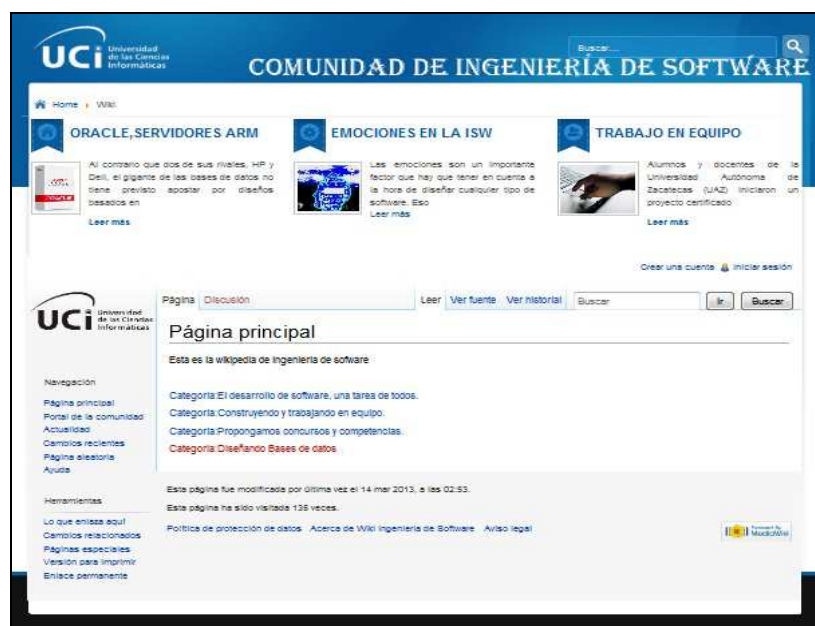 UCi Universidad
de las Ciencias
Informáticas
Buscar...
COMUNIDAD DE INGENIERÍA DE SOFTWARE
Home Wiki
ORACLE,SERVIDORES ARM
Al contrario que dos de sus rivales, HP y
Dell, el gigante de las bases de datos no
tiene previsto apostar por diseños
basados en
Leer más
EMOCIONES EN LA ISW
Las emociones son un importante
factor que hay que tener en cuenta a
la hora de diseñar cualquier tipo de
software. Eso
Leer más
TRABAJO EN EQUIPO
Alumnos y docentes de la
Universidad Autónoma de
Zacatecas (UAZ) iniciaron un
proyecto certificado
Leer más
Crear una cuenta Iniciar sesión
UCi Universidad
de las Ciencias
Informáticas
Página Discusión Leer Ver fuente Ver historial Buscar Ir Buscar
Página principal
Esta es la wikipedia de ingenieria de sofware
Categoría:El desarrollo de software, una tarea de todos.
Categoría:Construyendo y trabajando en equipo.
Categoría:Propongamos concursos y competencias.
Categoría:Diseñando Bases de datos
Navegación
Página principal
Portal de la comunidad
Actualidad
Cambios recientes
Página aleatoria
Ayuda
Herramientas
Lo que enlaza aquí
Cambios relacionados
Páginas especiales
Versión para imprimir
Enlace permanente
Esta página fue modificada por última vez el 14 mar 2013, a las 02:53.
Esta página ha sido visitada 135 veces.
Política de protección de datos Acerca de Wiki Ingenieria de Software Aviso legal
Powered By
MediaWiki